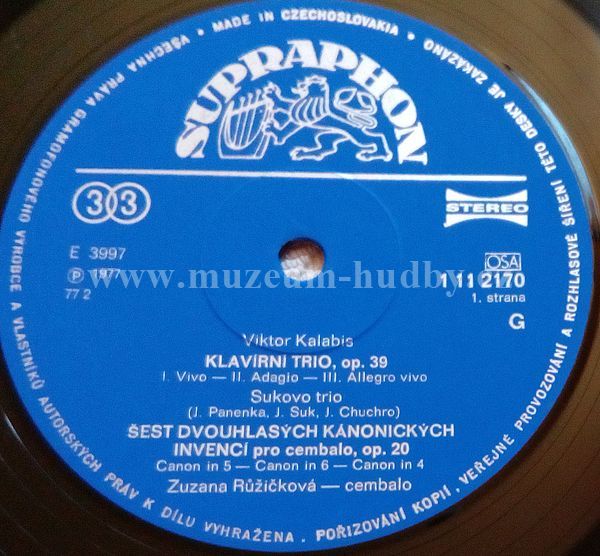 VŠECHNA PRÁVA GRAMOFONOVÉHO VÝROBCE A VLASTNÍKŮ AUTORSKÝCH PRÁV K DÍLU VYHRAŽENA. POŘIZOVÁNÍ KOPIÍ, VEŘEJNÉ PROVOZOVÁNÍ A ROZHLASOVÉ ŠÍŘENÍ TÉTO DESKY JE ZAKÁZÁNO • MADE IN CZECHOSLOVAKIA •
SUPRAPHON
33
STEREO
E 3997
OSA
Ⓟ 1977
111 2170
77 2
1. strana
G
www.muzeum-hudby.
Viktor Kalabis
KLAVÍRNÍ TRIO, op. 39
I. Vivo — II. Adagio — III. Allegro vivo
Sukovo trio
(J. Panenka, J. Suk, J. Chuchro)
ŠEST DVOUHLASÝCH KÁNONICKÝCH
INVENCÍ pro cembalo, op. 20
Canon in 5 — Canon in 6 — Canon in 4
Zuzana Růžičková — cembalo